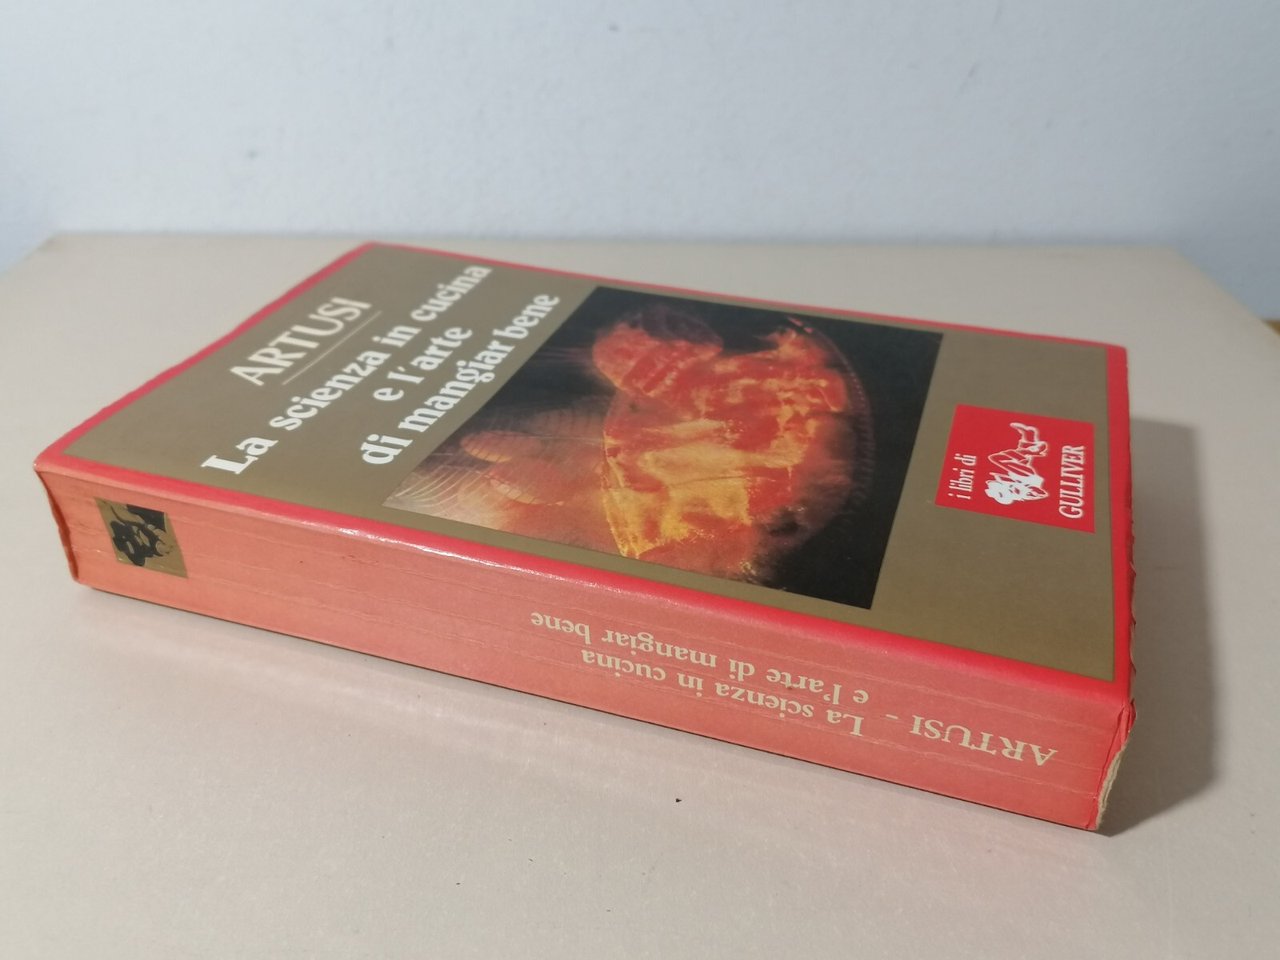 ARTUSI
La scienza in cucina
e l'arte
di mangiar bene
i libri di
GULLIVER
ARTUSI - La scienza in cucina
e l'arte di mangiar bene